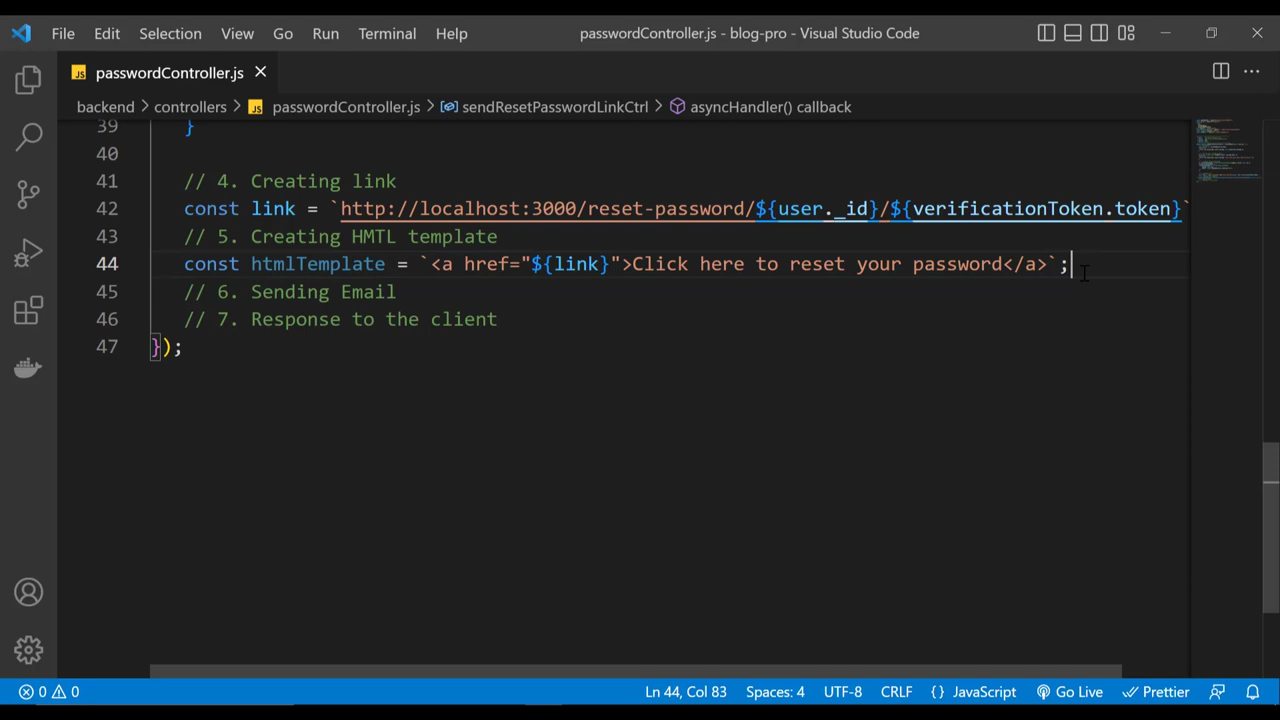 File Edit Selection View Go Run Terminal Help passwordController.js - blog-pro - Visual Studio Code
JS passwordController.js
backend > controllers > JS passwordController.js > sendResetPasswordLinkCtrl > asyncHandler() callback
39 }
40
41 // 4. Creating link
42 const link = `http://localhost:3000/reset-password/${user._id}/${verificationToken.token}`
43 // 5. Creating HMTL template
44 const htmlTemplate = `<a href="${link}">Click here to reset your password</a>`;
45 // 6. Sending Email
46 // 7. Response to the client
47 });
0 0 Ln 44, Col 83 Spaces: 4 UTF-8 CRLF {} JavaScript Go Live Prettier